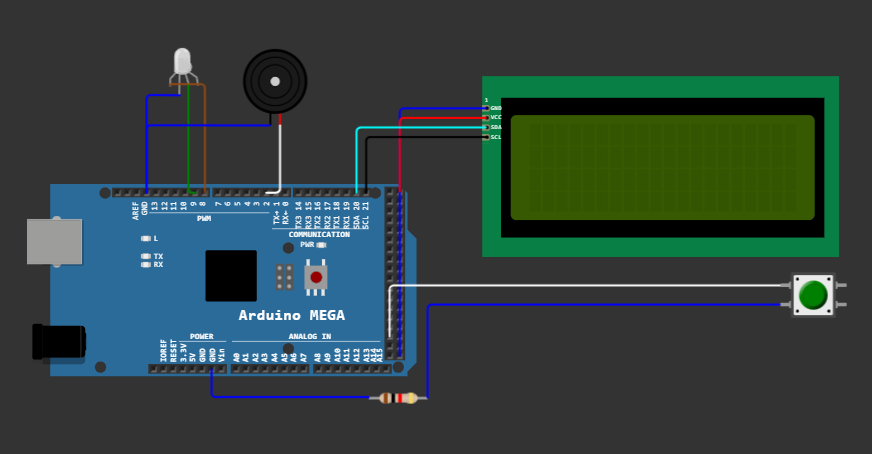 1
GND
VCC
SDA
SCL
AREF
GND
13
12
11
10
9
8
7
6
5
4
3
2
TX→ 1
RX← 0
TX3 14
RX3 15
TX2 16
RX2 17
TX1 18
RX1 19
SDA 20
SCL 21
PWM
COMMUNICATION
L
PWR
TX
RX
Arduino MEGA
POWER
ANALOG IN
IOREF
RESET
3.3V
5V
GND
GND
Vin
A0
A1
A2
A3
A4
A5
A6
A7
A8
A9
A10
A11
A12
A13
A14
A15